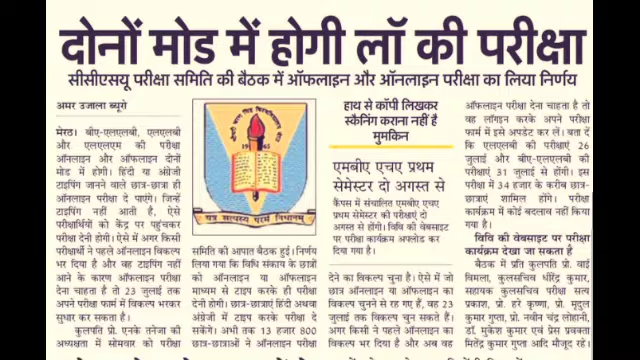 दोनों मोड में होगी लॉ की परीक्षा
सीसीएसयू परीक्षा समिति की बैठक में ऑफलाइन और ऑनलाइन परीक्षा का लिया निर्णय
अमर उजाला ब्यूरो
मेरठ। बीए-एलएलबी, एलएलबी
और एलएलएम की परीक्षा
ऑनलाइन और ऑफलाइन दोनों
मोड में होगी। हिंदी या अंग्रेजी
टाइपिंग जानने वाले छात्र-छात्रा ही
ऑनलाइन परीक्षा दे पाएंगे। जिन्हें
टाइपिंग नहीं आती है, ऐसे
परीक्षार्थियों को केंद्र पर पहुंचकर
परीक्षा देनी होगी। ऐसे में अगर किसी
परीक्षार्थी ने पहले ऑनलाइन विकल्प
भर दिया है और वह टाइपिंग नहीं
आने के कारण ऑफलाइन परीक्षा
देना चाहता है तो 23 जुलाई तक
अपने परीक्षा फार्म में विकल्प भरकर
सुधार कर सकता है।
कुलपति प्रो. एनके तनेजा की
अध्यक्षता में सोमवार को परीक्षा
1965
समिति की आपात बैठक हुई। निर्णय
लिया गया कि विधि संकाय के छात्रों
को ऑनलाइन या ऑफलाइन
माध्यम से टाइप करके ही परीक्षा
देनी होगी। छात्र-छात्राएं हिंदी अथवा
अंग्रेजी में टाइप करके परीक्षा दे
सकेंगे। अभी तक 13 हजार 800
छात्र-छात्राओं ने ऑनलाइन परीक्षा
हाथ से कॉपी लिखकर
स्कैनिंग कराना नहीं है
मुमकिन
एमबीए एचए प्रथम
सेमेस्टर दो अगस्त से
कैंपस में संचालित एमबीए एचए
प्रथम सेमेस्टर की परीक्षाएं दो
अगस्त से होंगी। विवि की वेबसाइट
पर परीक्षा कार्यक्रम अपलोड कर
दिया गया है।
देने का विकल्प चुना है। ऐसे में जो
छात्र ऑनलाइन या ऑफलाइन का
विकल्प चुनने से रह गए हैं, वह 23
जुलाई तक विकल्प चुन सकते हैं।
अगर किसी ने पहले ऑनलाइन का
विकल्प भर दिया है और अब वह
ऑफलाइन परीक्षा देना चाहता है तो
वह लॉगइन करके अपने परीक्षा
फार्म में इसे अपडेट कर लें। बता दें
कि एलएलबी की परीक्षाएं 26
जुलाई और बीए-एलएलबी की
परीक्षाएं 31 जुलाई से होंगी। इस
परीक्षा में 34 हजार के करीब छात्र-
छात्राएं शामिल होंगे। परीक्षा
कार्यक्रम में कोई बदलाव नहीं किया
गया है।
विवि की वेबसाइट पर परीक्षा
कार्यक्रम देखा जा सकता है
बैठक में प्रति कुलपति प्रो. वाई
विमला, कुलसचिव धीरेंद्र कुमार,
सहायक कुलसचिव परीक्षा सत्य
प्रकाश, प्रो. हरे कृष्णा, प्रो. मृदुल
कुमार गुप्ता, प्रो. नवीन चंद्र लोहानी,
डॉ. मुकेश कुमार एवं प्रेस प्रवक्ता
मितेंद्र कुमार गुप्ता आदि मौजूद रहे।